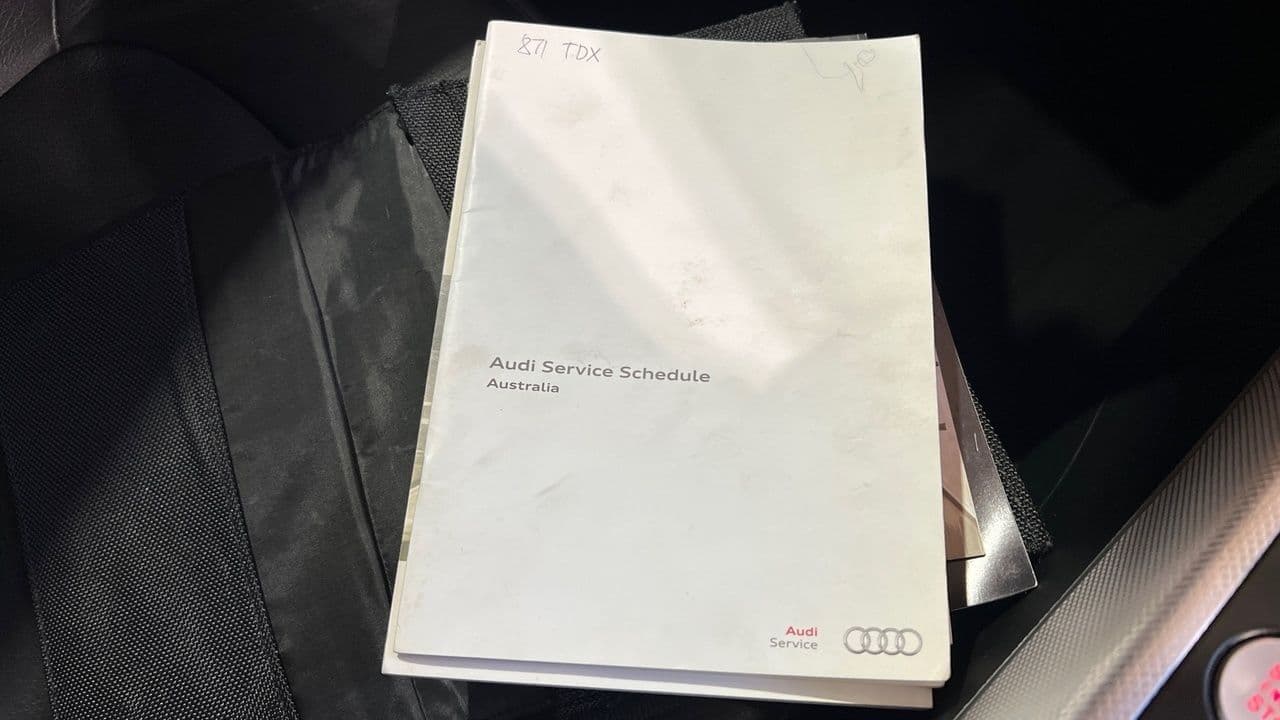 871 TDX
Audi Service Schedule
Australia
Audi
Service